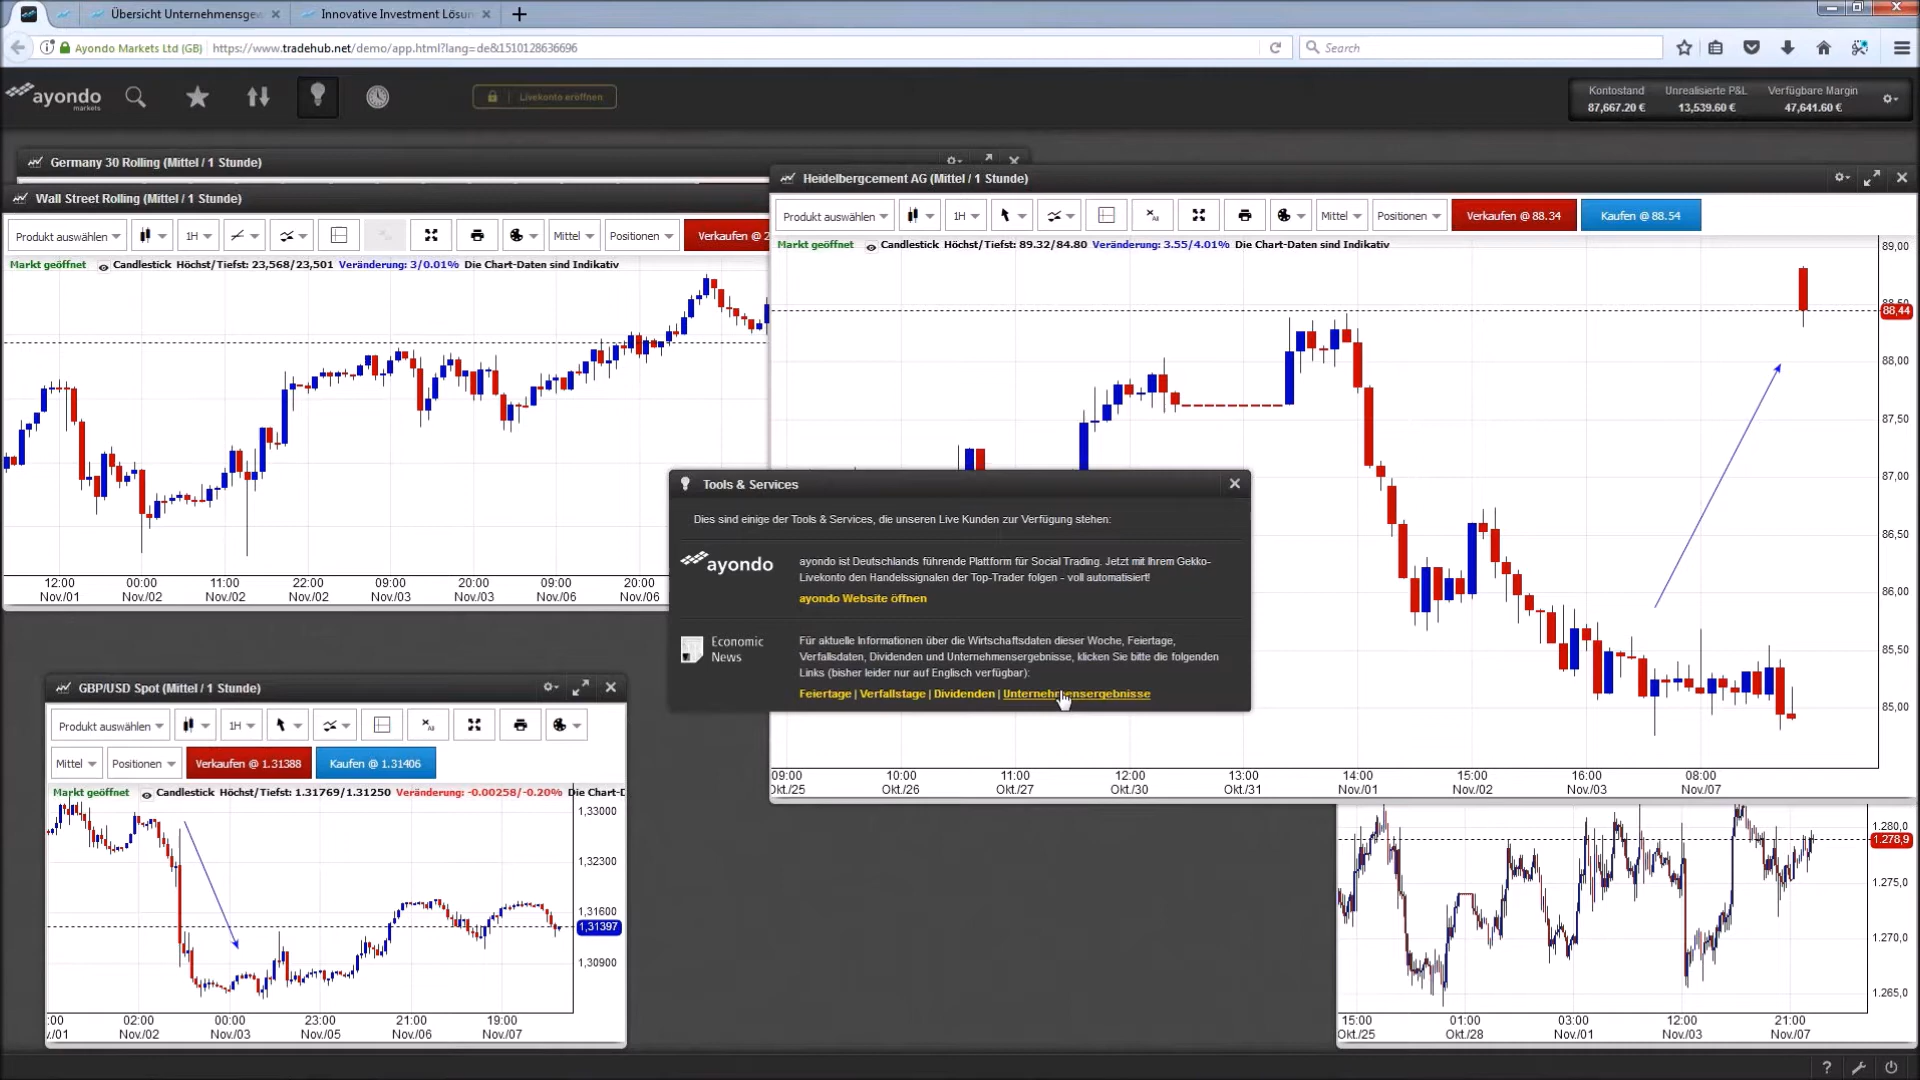 Übersicht Unternehmensge
Innovative Investment Lösun
Ayondo Markets Ltd (GB)
https://www.tradehub.net/demo/app.html?lang=de&1510128636696
Search
ayondo
markets
Livekonto eröffnen
Kontostand
Unrealisierte P&L
Verfügbare Margin
87,667.20 €
13,539.60 €
47,641.60 €
Germany 30 Rolling (Mittel / 1 Stunde)
Wall Street Rolling (Mittel / 1 Stunde)
Produkt auswählen
1H
Mittel
Positionen
Verkaufen @ 2
Markt geöffnet
Candlestick Höchst/Tiefst: 23,568/23,501 Veränderung: 3/0.01% Die Chart-Daten sind Indikativ
12:00 00:00 11:00 22:00 09:00 20:00 09:00 20:00
Nov./01 Nov./02 Nov./02 Nov./02 Nov./03 Nov./03 Nov./06 Nov./06
Heidelbergcement AG (Mittel / 1 Stunde)
Produkt auswählen
1H
Mittel
Positionen
Verkaufen @ 88.34
Kaufen @ 88.54
Markt geöffnet
Candlestick Höchst/Tiefst: 89.32/84.80 Veränderung: 3.55/4.01% Die Chart-Daten sind Indikativ
89,00
88,50
88,44
88,00
87,50
87,00
86,50
86,00
85,50
85,00
09:00 10:00 11:00 12:00 13:00 14:00 15:00 16:00 08:00
Okt./25 Okt./26 Okt./27 Okt./30 Okt./31 Nov./01 Nov./02 Nov./03 Nov./07
Tools & Services
Dies sind einige der Tools & Services, die unseren Live Kunden zur Verfügung stehen:
ayondo
ayondo ist Deutschlands führende Plattform für Social Trading. Jetzt mit Ihrem Gekko-
Livekonto den Handelssignalen der Top-Trader folgen - voll automatisiert!
ayondo Website öffnen
Economic
News
Für aktuelle Informationen über die Wirtschaftsdaten dieser Woche, Feiertage,
Verfallsdaten, Dividenden und Unternehmensergebnisse, klicken Sie bitte die folgenden
Links (bisher leider nur auf Englisch verfügbar):
Feiertage | Verfallstage | Dividenden | Unternehmensergebnisse
GBP/USD Spot (Mittel / 1 Stunde)
Produkt auswählen
1H
Mittel
Positionen
Verkaufen @ 1.31388
Kaufen @ 1.31406
Markt geöffnet
Candlestick Höchst/Tiefst: 1.31769/1.31250 Veränderung: -0.00258/-0.20% Die Chart-D
1,33000
1,32300
1,31600
1,31397
1,30900
:00 02:00 00:00 23:00 21:00 19:00
./01 Nov./02 Nov./03 Nov./05 Nov./06 Nov./07
1.280,0
1.278,9
1.275,0
1.270,0
1.265,0
15:00 01:00 03:00 12:00 21:00
Okt./25 Okt./28 Nov./01 Nov./03 Nov./07
?